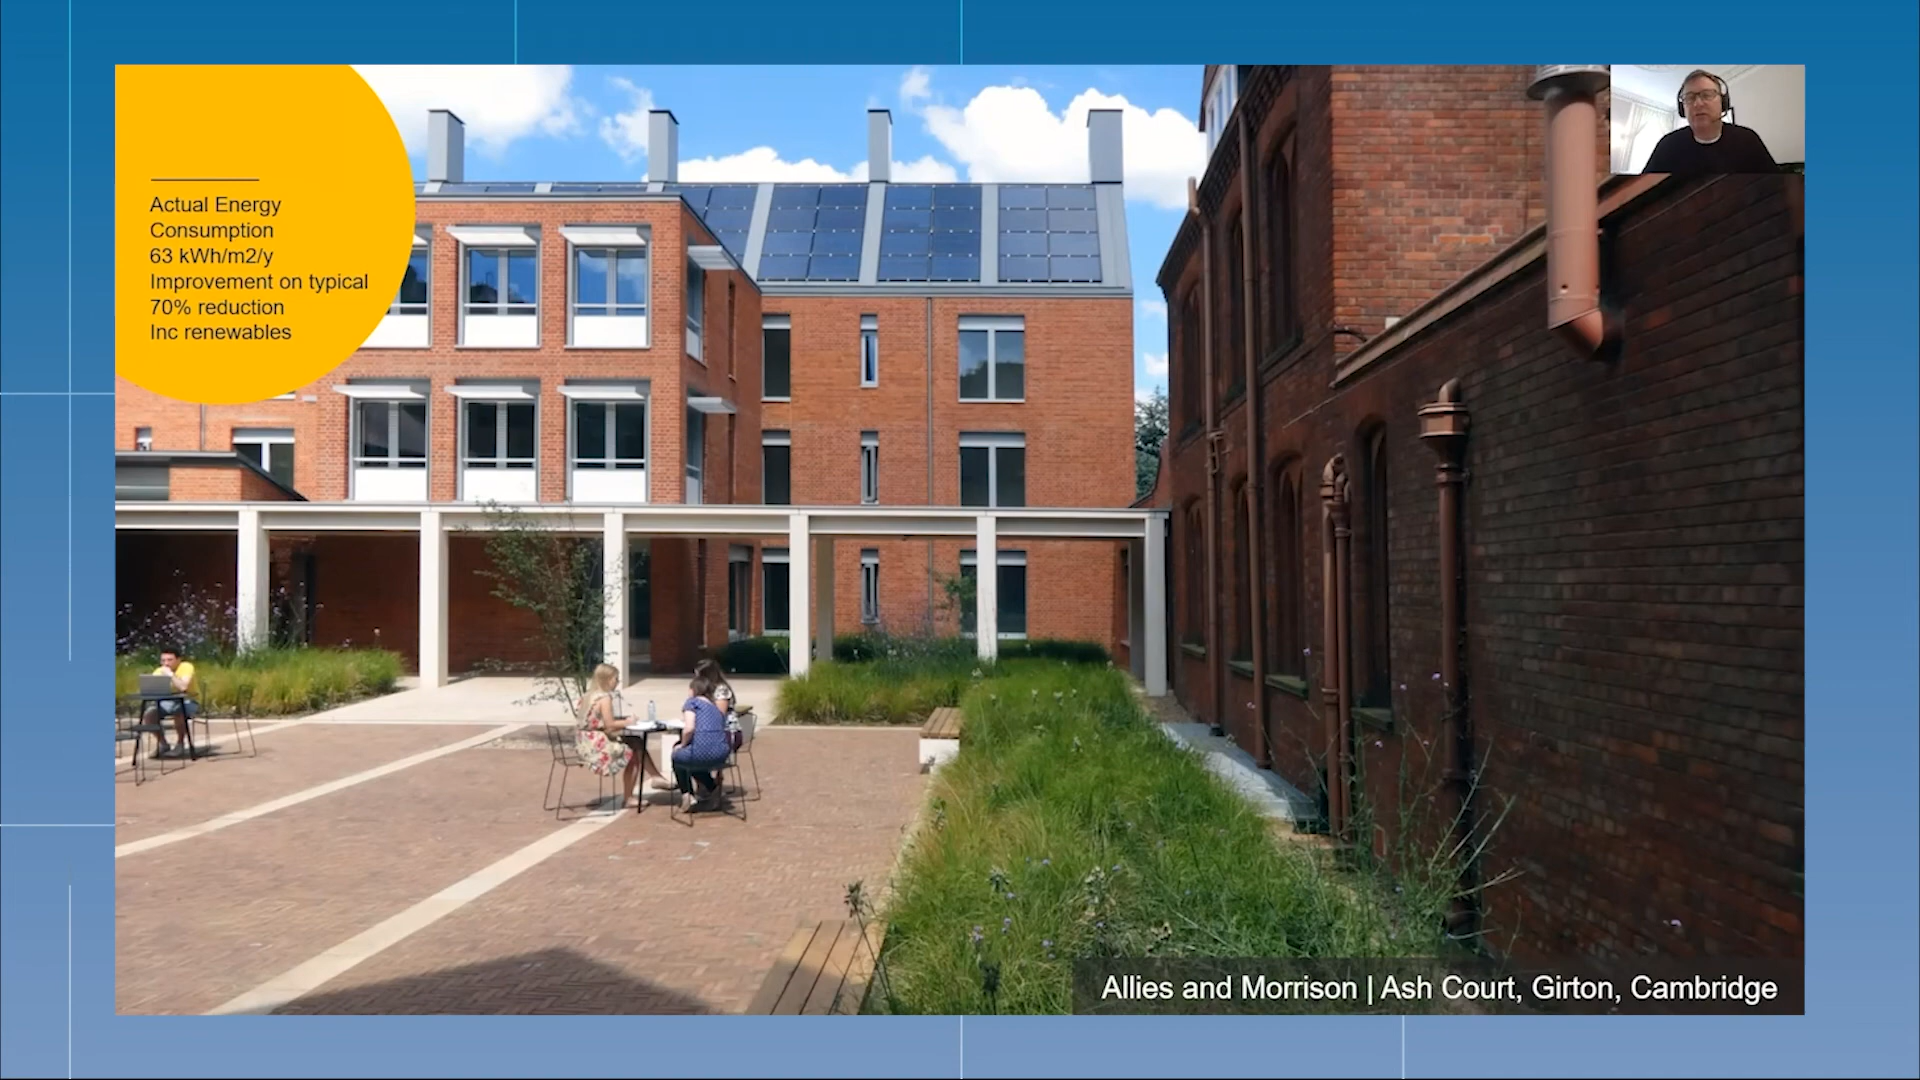 Actual Energy
Consumption
63 kWh/m2/y
Improvement on typical
70% reduction
Inc renewables
Allies and Morrison | Ash Court, Girton, Cambridge